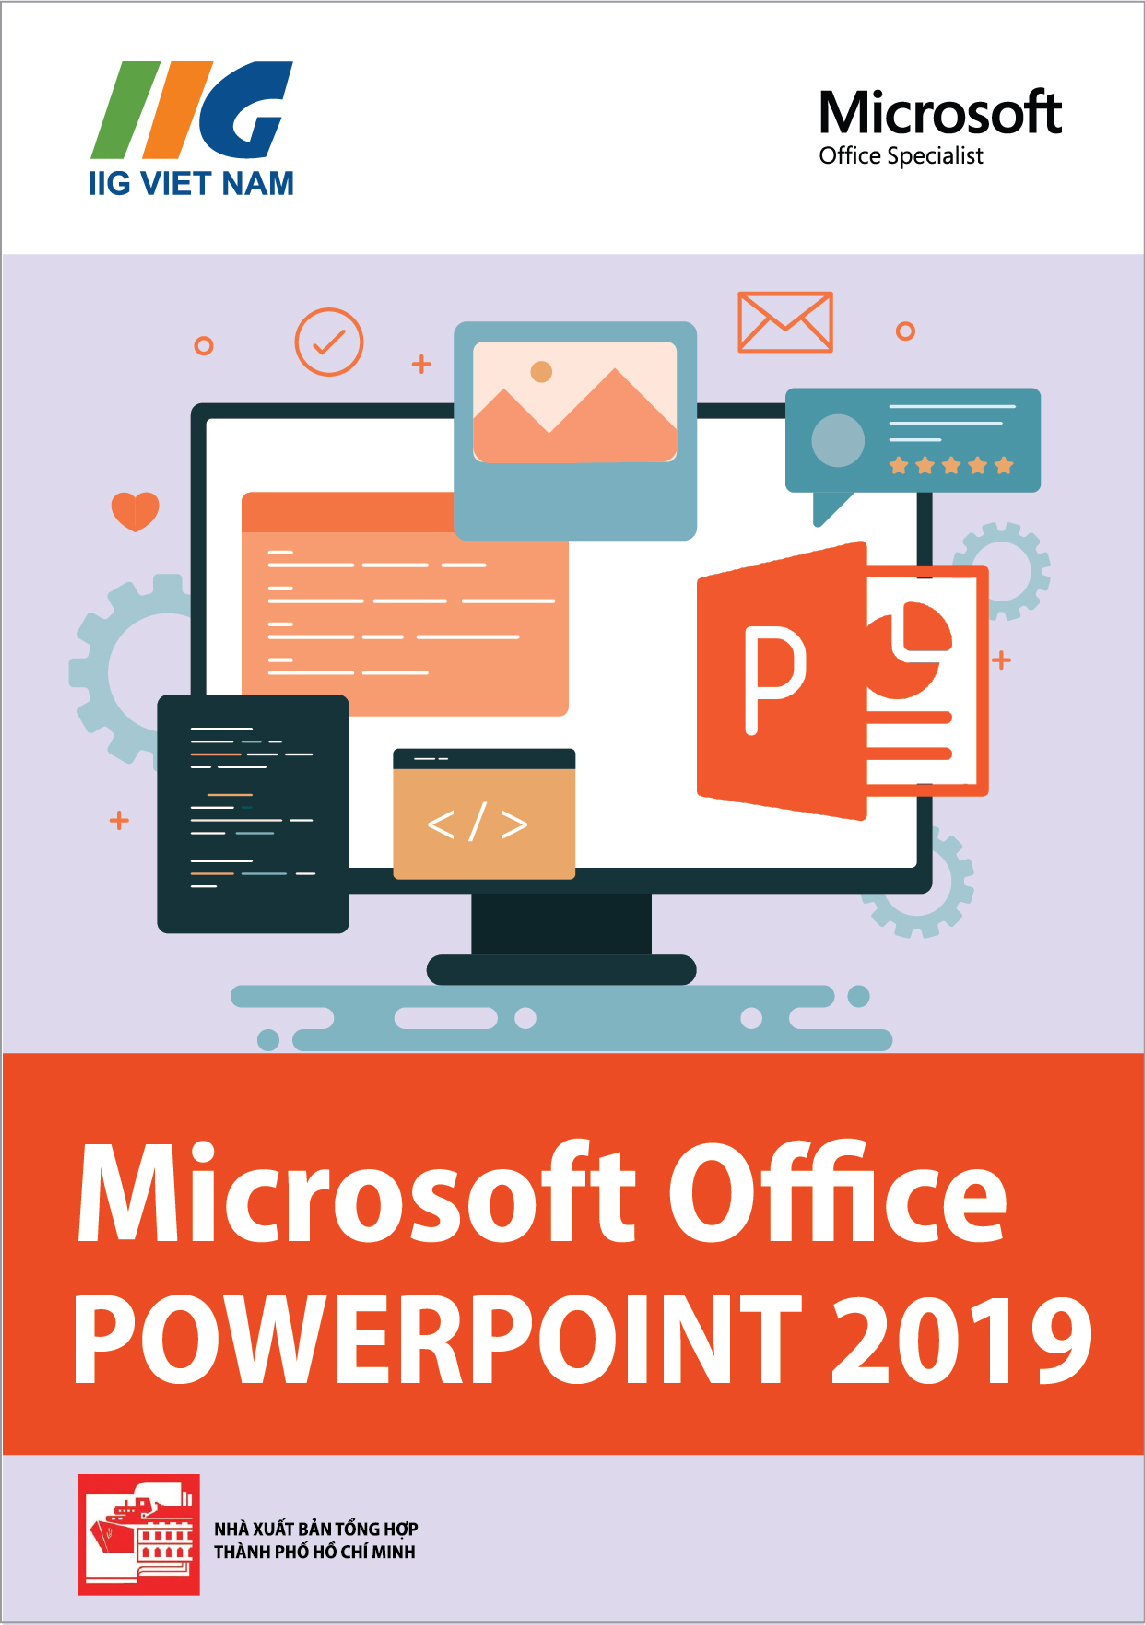 IIG VIET NAM
Microsoft
Office Specialist
P
</>
Microsoft Office
POWERPOINT 2019
NHÀ XUẤT BẢN TỔNG HỢP
THÀNH PHỐ HỒ CHÍ MINH